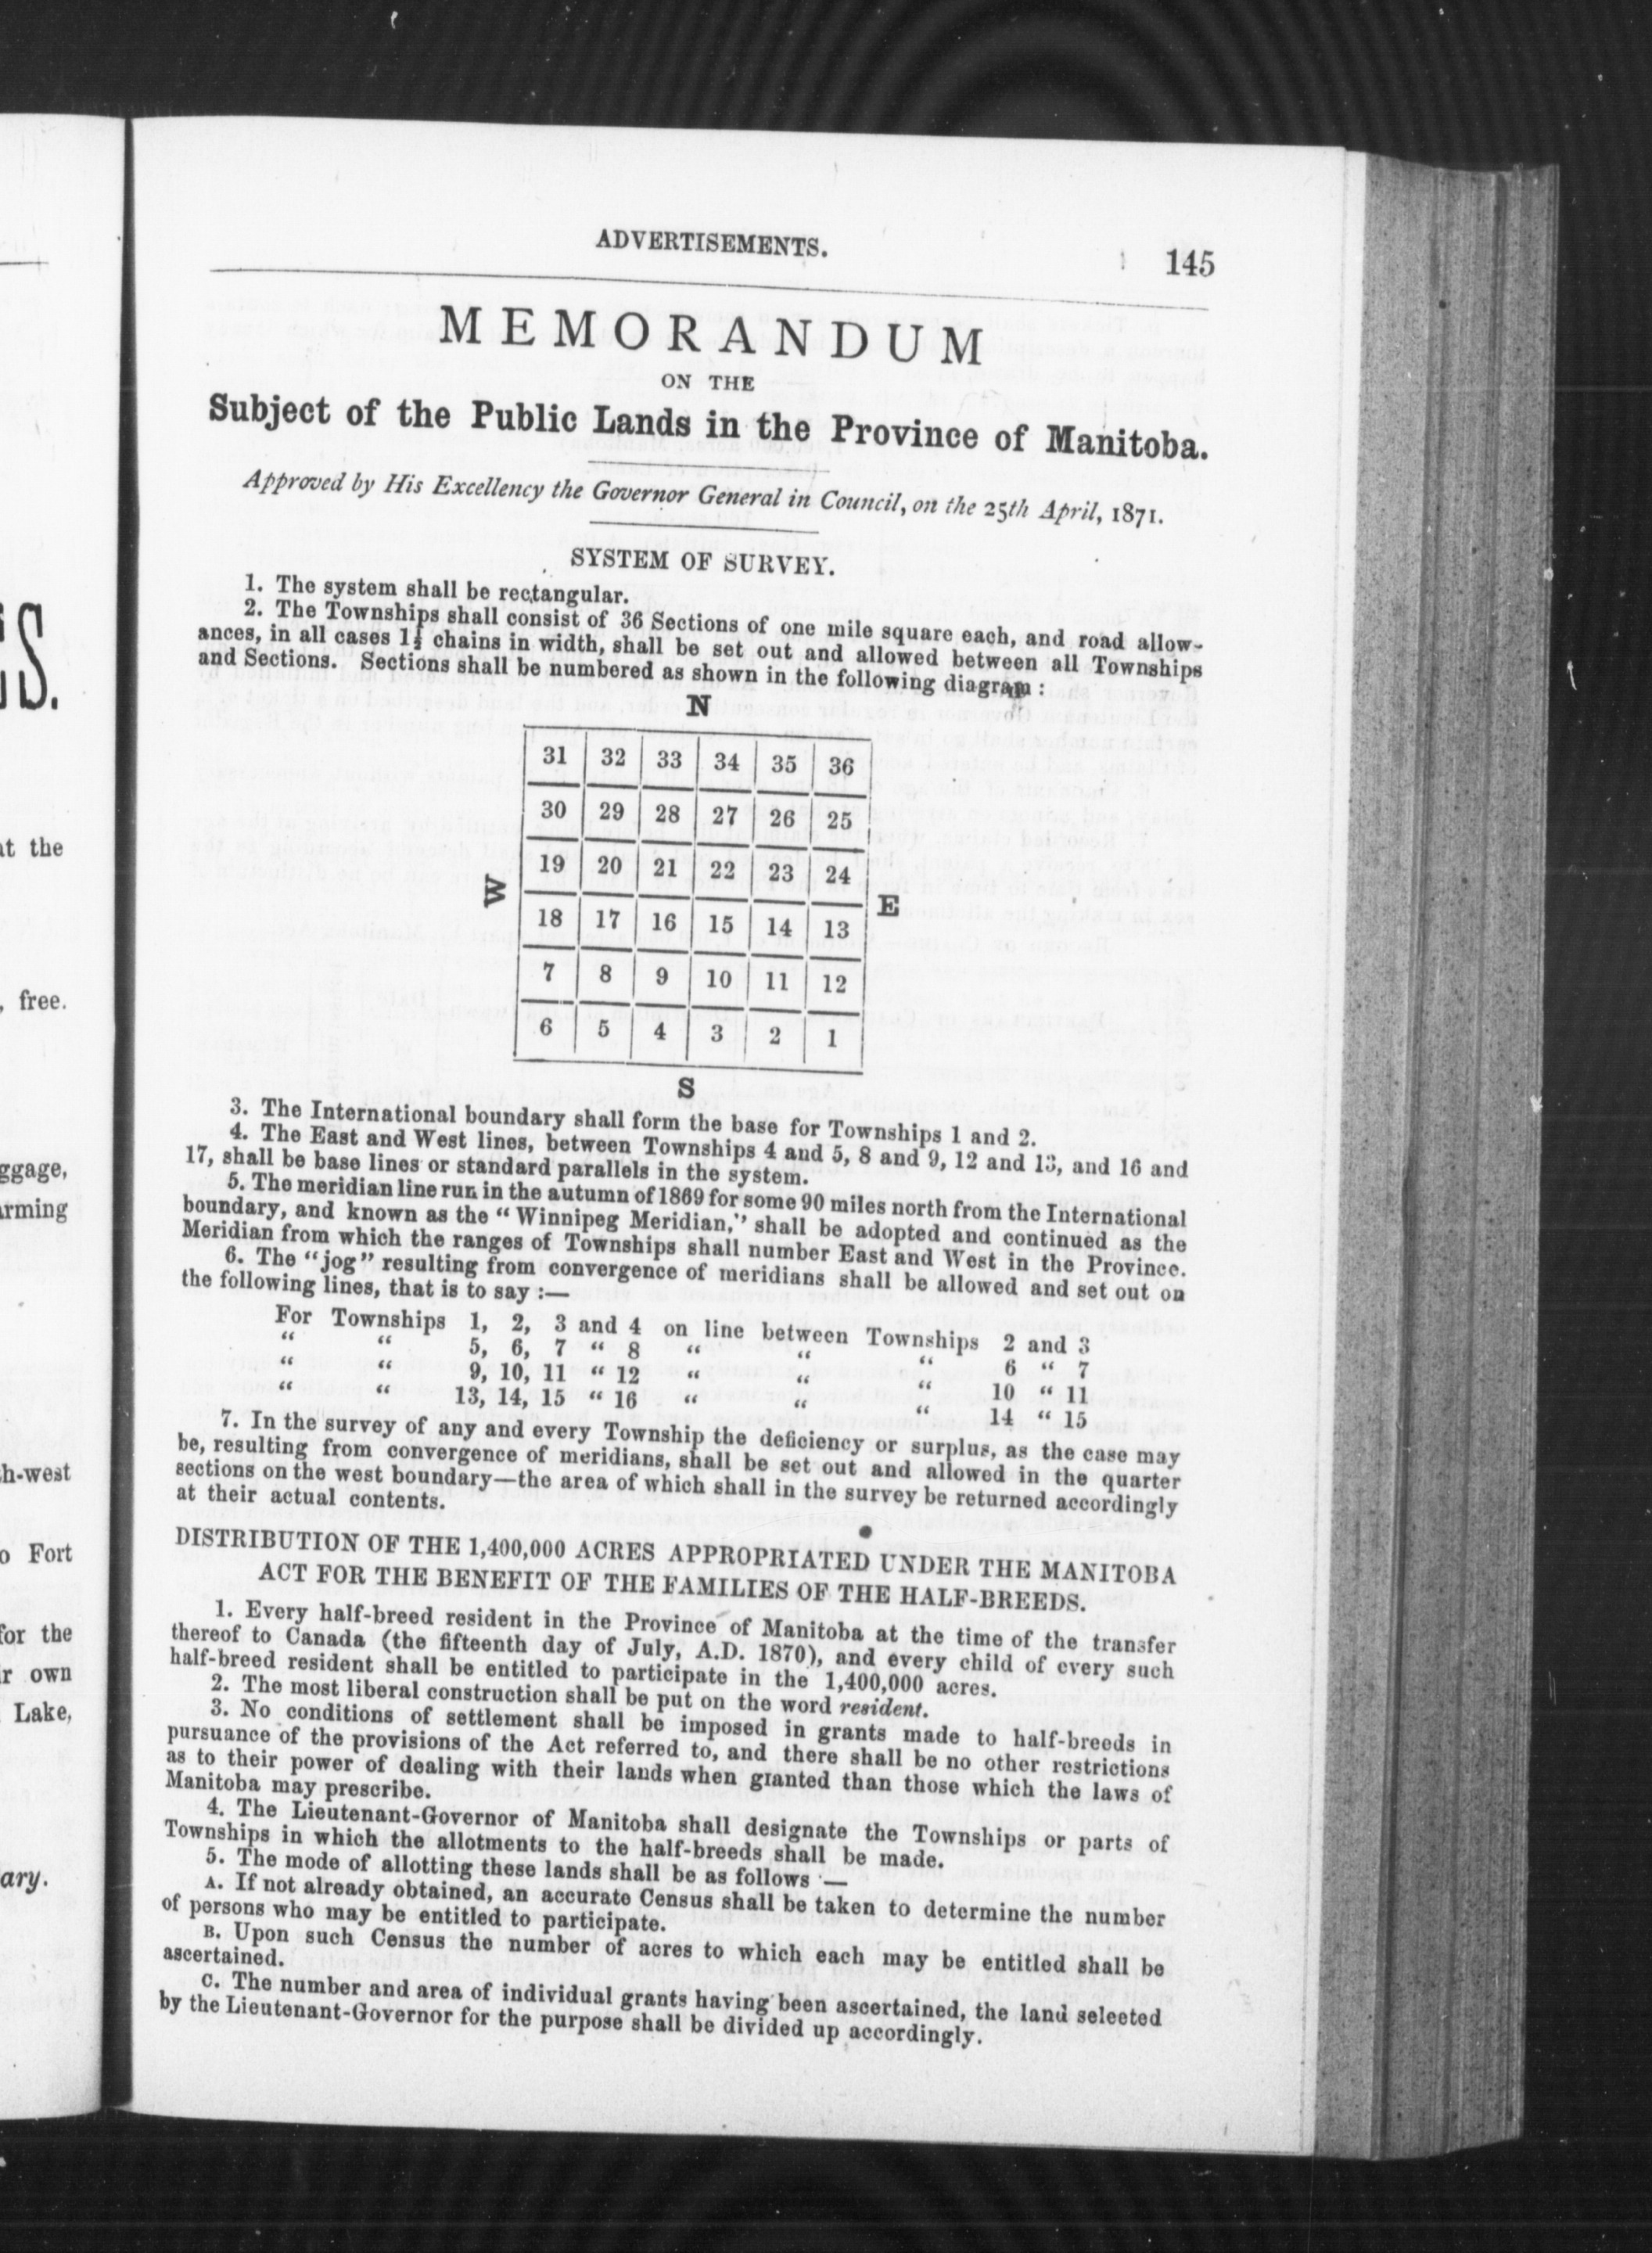 S.
at the
, free.
ggage,
arming
h-west
o Fort
for the
ir own
Lake,
ary.
ADVERTISEMENTS.
145
MEMORANDUM
ON THE
Subject of the Public Lands in the Province of Manitoba.
Approved by His Excellency the Governor General in Council, on the 25th April, 1871.
SYSTEM OF SURVEY.
1. The system shall be rectangular.
2. The Townships shall consist of 36 Sections of one mile square each, and road allow-
ances, in all cases 1½ chains in width, shall be set out and allowed between all Townships
and Sections. Sections shall be numbered as shown in the following diagram :
N
31 32 33 34 35 36
30 29 28 27 26 25
19 20 21 22 23 24
W
E
18 17 16 15 14 13
7 8 9 10 11 12
6 5 4 3 2 1
S
3. The International boundary shall form the base for Townships 1 and 2.
4. The East and West lines, between Townships 4 and 5, 8 and 9, 12 and 13, and 16 and
17, shall be base lines or standard parallels in the system.
5. The meridian line run in the autumn of 1869 for some 90 miles north from the International
boundary, and known as the “ Winnipeg Meridian,” shall be adopted and continued as the
Meridian from which the ranges of Townships shall number East and West in the Province.
6. The “jog” resulting from convergence of meridians shall be allowed and set out on
the following lines, that is to say :—
For Townships 1, 2, 3 and 4 on line between Townships 2 and 3
“ “ 5, 6, 7 “ 8 “ “ “ 6 “ 7
“ “ 9, 10, 11 “ 12 “ “ “ 10 “ 11
“ “ 13, 14, 15 “ 16 “ “ “ 14 “ 15
7. In the survey of any and every Township the deficiency or surplus, as the case may
be, resulting from convergence of meridians, shall be set out and allowed in the quarter
sections on the west boundary—the area of which shall in the survey be returned accordingly
at their actual contents.
DISTRIBUTION OF THE 1,400,000 ACRES APPROPRIATED UNDER THE MANITOBA
ACT FOR THE BENEFIT OF THE FAMILIES OF THE HALF-BREEDS.
1. Every half-breed resident in the Province of Manitoba at the time of the transfer
thereof to Canada (the fifteenth day of July, A.D. 1870), and every child of every such
half-breed resident shall be entitled to participate in the 1,400,000 acres.
2. The most liberal construction shall be put on the word resident.
3. No conditions of settlement shall be imposed in grants made to half-breeds in
pursuance of the provisions of the Act referred to, and there shall be no other restrictions
as to their power of dealing with their lands when granted than those which the laws of
Manitoba may prescribe.
4. The Lieutenant-Governor of Manitoba shall designate the Townships or parts of
Townships in which the allotments to the half-breeds shall be made.
5. The mode of allotting these lands shall be as follows :—
A. If not already obtained, an accurate Census shall be taken to determine the number
of persons who may be entitled to participate.
B. Upon such Census the number of acres to which each may be entitled shall be
ascertained.
C. The number and area of individual grants having been ascertained, the land selected
by the Lieutenant-Governor for the purpose shall be divided up accordingly.